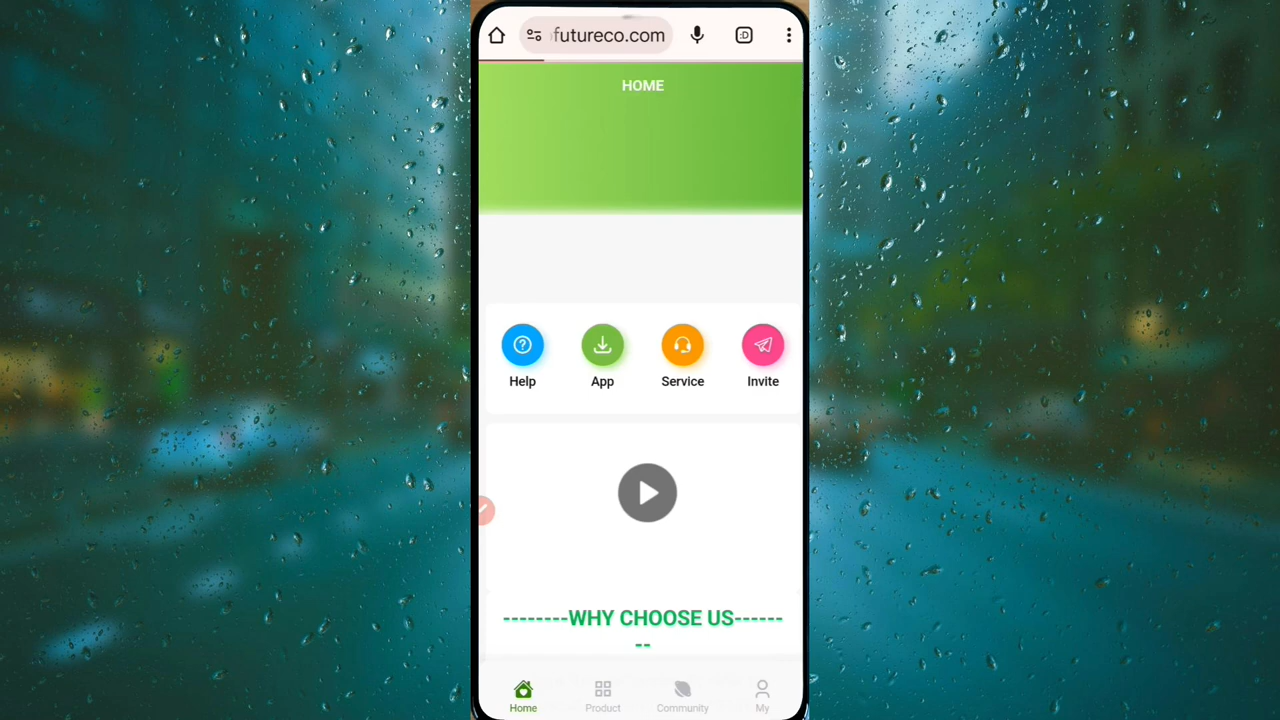 futureco.com
:D
HOME
Help
App
Service
Invite
--------WHY CHOOSE US------
--
Home
Product
Community
My